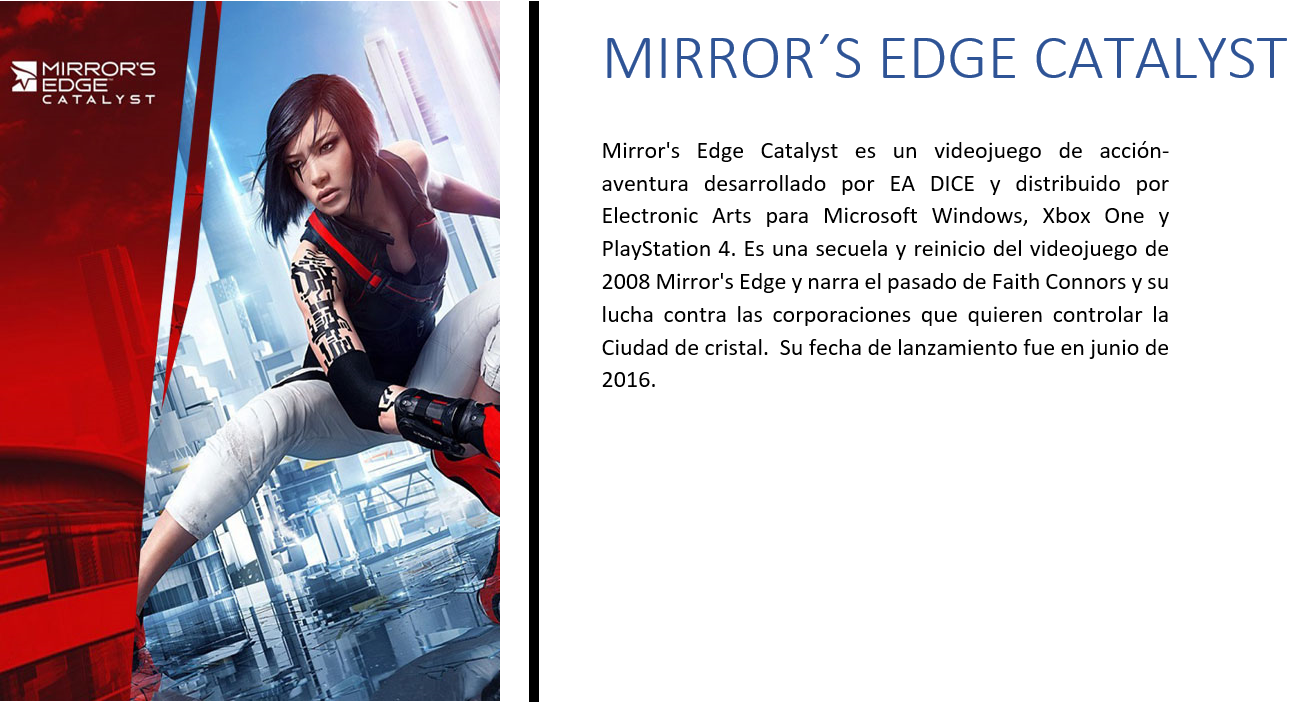 MIRROR'S
EDGE™
CATALYST
MIRROR´S EDGE CATALYST
Mirror's Edge Catalyst es un videojuego de acción-
aventura desarrollado por EA DICE y distribuido por
Electronic Arts para Microsoft Windows, Xbox One y
PlayStation 4. Es una secuela y reinicio del videojuego de
2008 Mirror's Edge y narra el pasado de Faith Connors y su
lucha contra las corporaciones que quieren controlar la
Ciudad de cristal.  Su fecha de lanzamiento fue en junio de
2016.